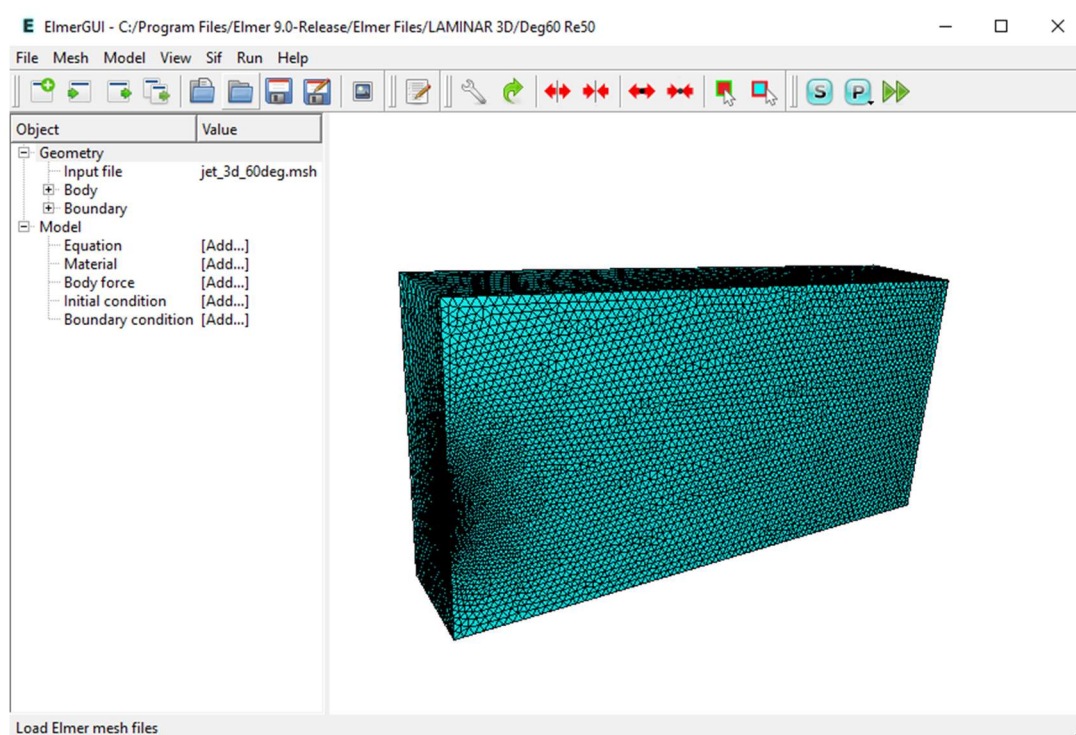 E ElmerGUI - C:/Program Files/Elmer 9.0-Release/Elmer Files/LAMINAR 3D/Deg60 Re50
File Mesh Model View Sif Run Help
S P
Object Value
Geometry
Input file jet_3d_60deg.msh
Body
Boundary
Model
Equation [Add...]
Material [Add...]
Body force [Add...]
Initial condition [Add...]
Boundary condition [Add...]
Load Elmer mesh files